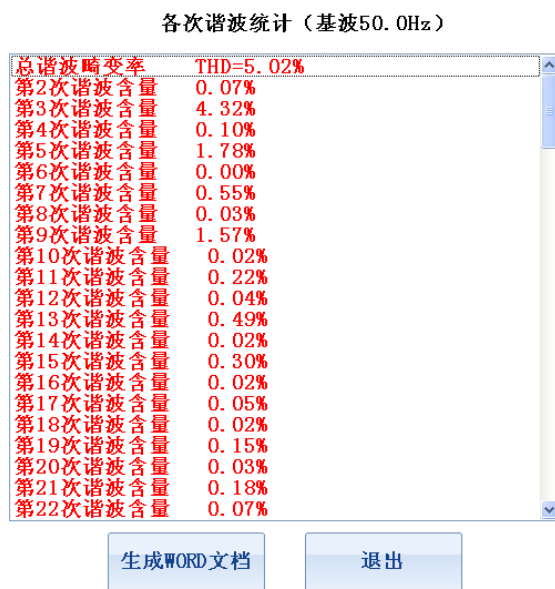 各次谐波统计（基波50.0Hz）
总谐波畸变率 THD=5.02%
第2次谐波含量 0.07%
第3次谐波含量 4.32%
第4次谐波含量 0.10%
第5次谐波含量 1.78%
第6次谐波含量 0.00%
第7次谐波含量 0.55%
第8次谐波含量 0.03%
第9次谐波含量 1.57%
第10次谐波含量 0.02%
第11次谐波含量 0.22%
第12次谐波含量 0.04%
第13次谐波含量 0.49%
第14次谐波含量 0.02%
第15次谐波含量 0.30%
第16次谐波含量 0.02%
第17次谐波含量 0.05%
第18次谐波含量 0.02%
第19次谐波含量 0.15%
第20次谐波含量 0.03%
第21次谐波含量 0.18%
第22次谐波含量 0.07%
生成WORD文档 退出